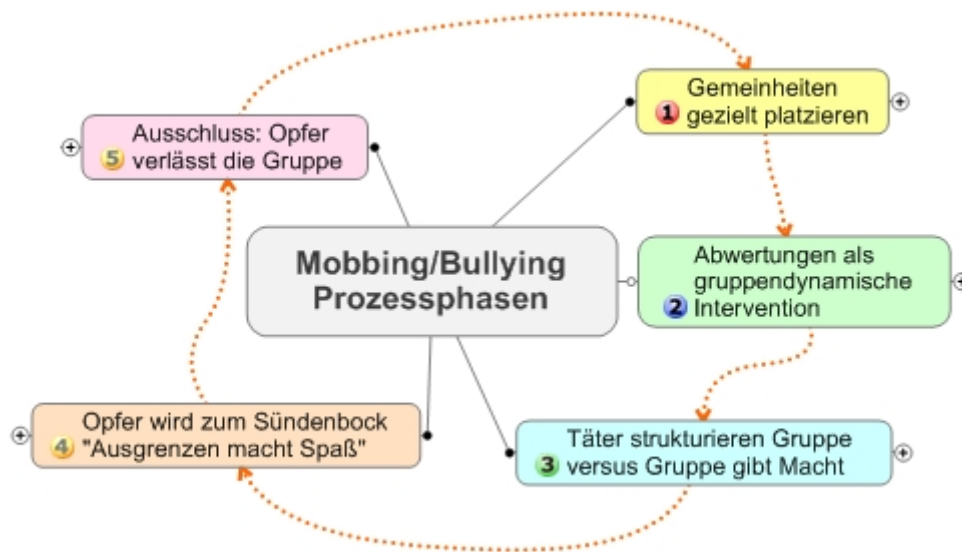 Mobbing/Bullying
Prozessphasen
Gemeinheiten
1 gezielt platzieren
Abwertungen als
gruppendynamische
2 Intervention
Täter strukturieren Gruppe
3 versus Gruppe gibt Macht
Opfer wird zum Sündenbock
4 "Ausgrenzen macht Spaß"
Ausschluss: Opfer
5 verlässt die Gruppe